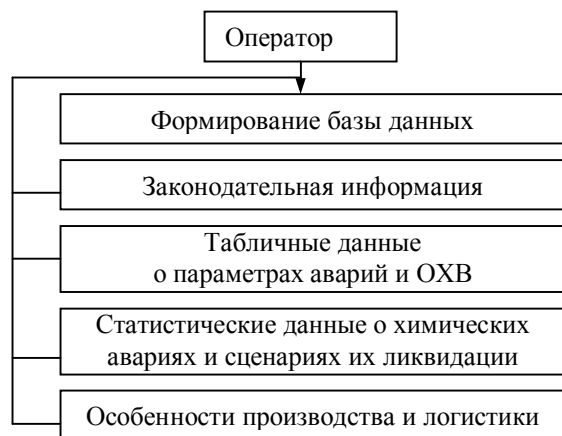 Оператор
Формирование базы данных
Законодательная информация
Табличные данные
о параметрах аварий и ОХВ
Статистические данные о химических
авариях и сценариях их ликвидации
Особенности производства и логистики